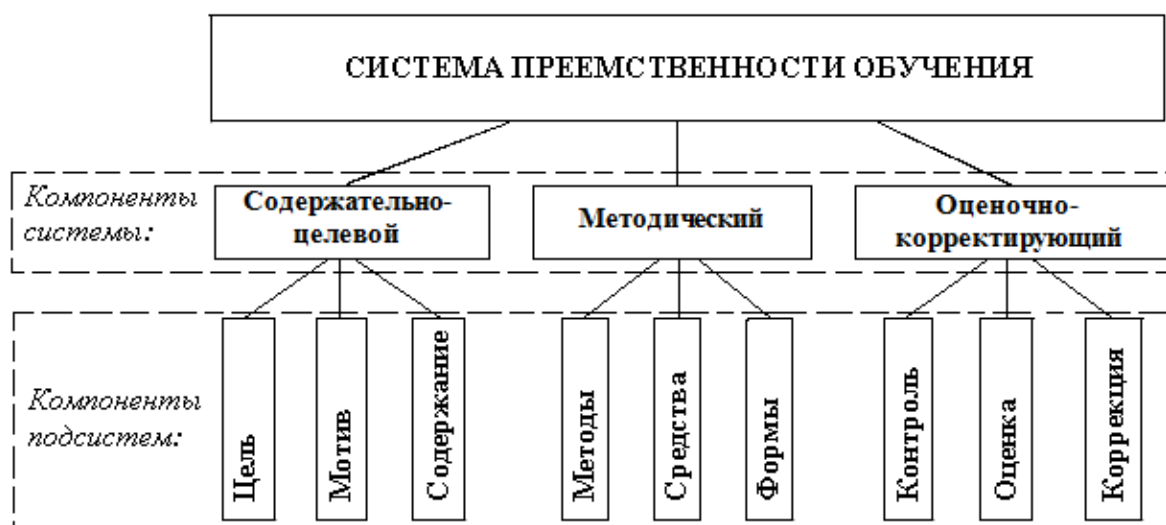 СИСТЕМА ПРЕЕМСТВЕННОСТИ ОБУЧЕНИЯ
Компоненты
системы:
Содержательно-
целевой
Методический
Оценочно-
корректирующий
Компоненты
подсистем:
Цель
Мотив
Содержание
Методы
Средства
Формы
Контроль
Оценка
Коррекция